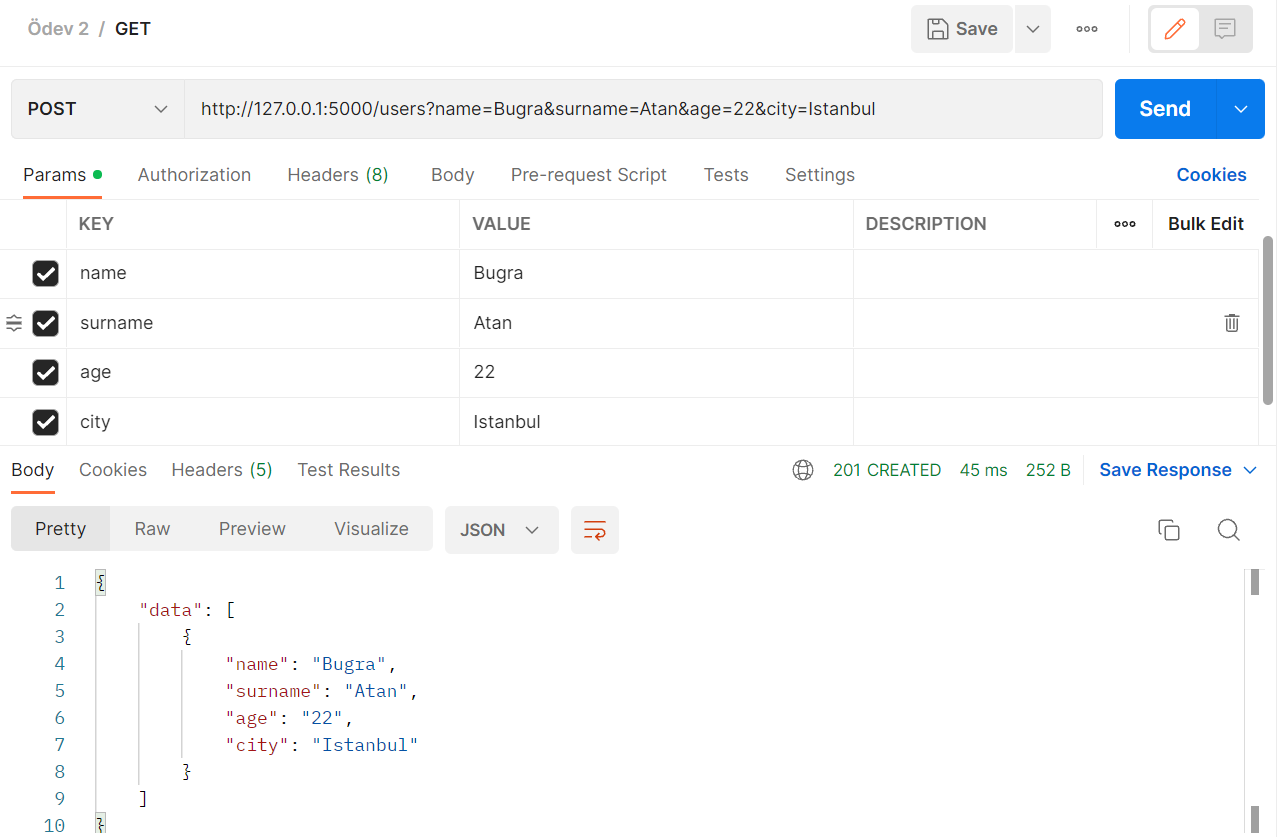 Ödev 2 / GET
Save
POST
http://127.0.0.1:5000/users?name=Bugra&surname=Atan&age=22&city=Istanbul
Send
Params Authorization Headers (8) Body Pre-request Script Tests Settings Cookies
KEY VALUE DESCRIPTION Bulk Edit
name Bugra
surname Atan
age 22
city Istanbul
Body Cookies Headers (5) Test Results 201 CREATED 45 ms 252 B Save Response
Pretty Raw Preview Visualize JSON
1 {
2 "data": [
3 {
4 "name": "Bugra",
5 "surname": "Atan",
6 "age": "22",
7 "city": "Istanbul"
8 }
9 ]
10 }